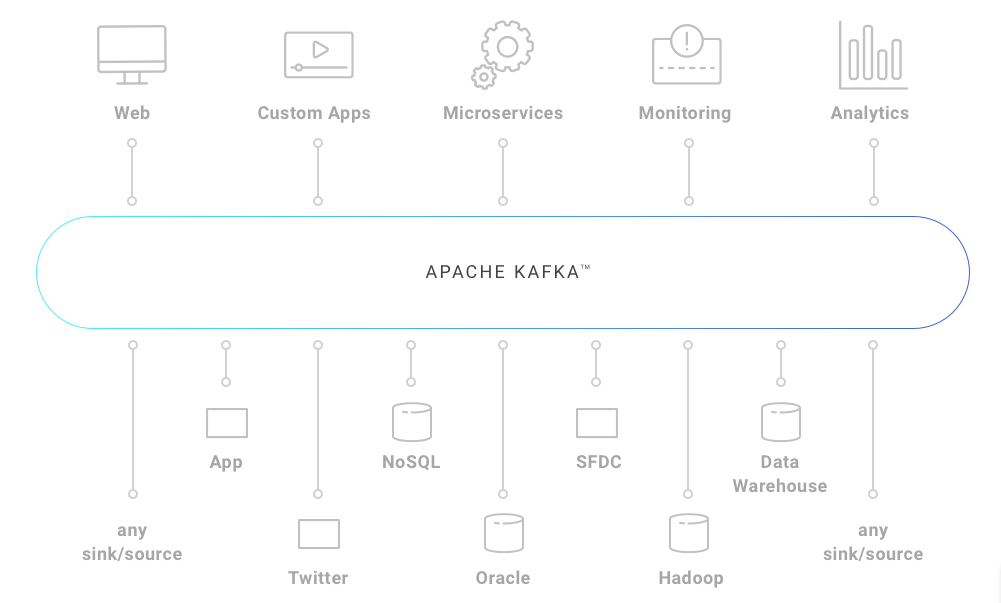 Web
Custom Apps
Microservices
Monitoring
Analytics
APACHE KAFKA™
App
NoSQL
SFDC
Data
Warehouse
any
sink/source
Twitter
Oracle
Hadoop
any
sink/source